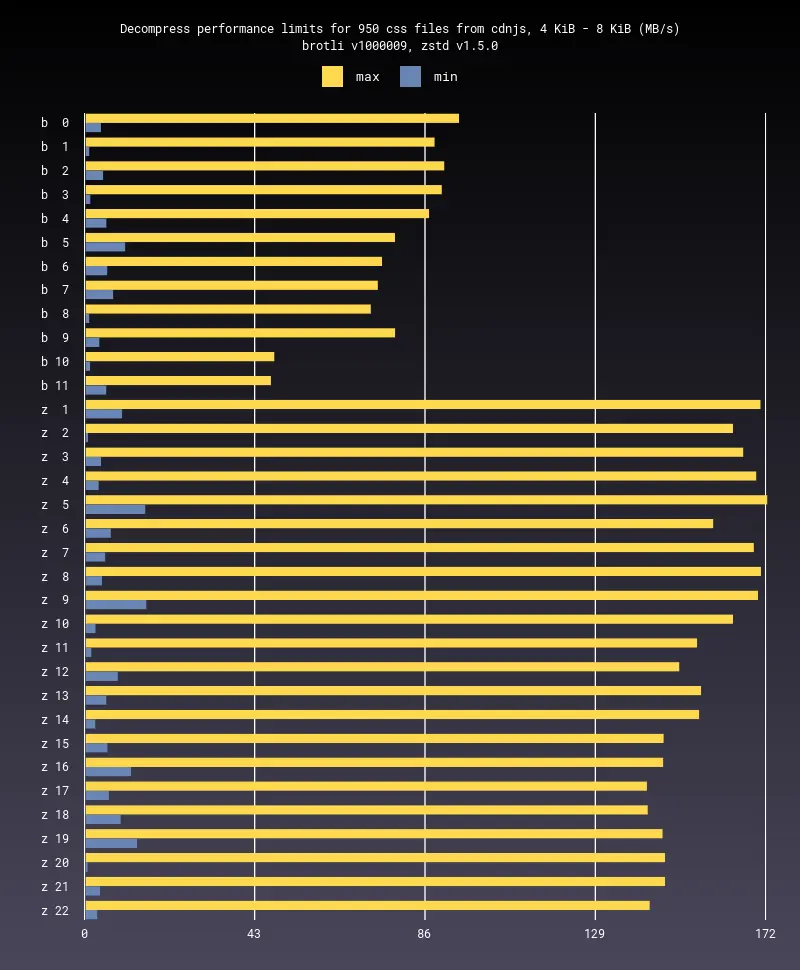 Decompress performance limits for 950 css files from cdnjs, 4 KiB - 8 KiB (MB/s)
brotli v1000009, zstd v1.5.0
max min
b 0
b 1
b 2
b 3
b 4
b 5
b 6
b 7
b 8
b 9
b 10
b 11
z 1
z 2
z 3
z 4
z 5
z 6
z 7
z 8
z 9
z 10
z 11
z 12
z 13
z 14
z 15
z 16
z 17
z 18
z 19
z 20
z 21
z 22
0 43 86 129 172